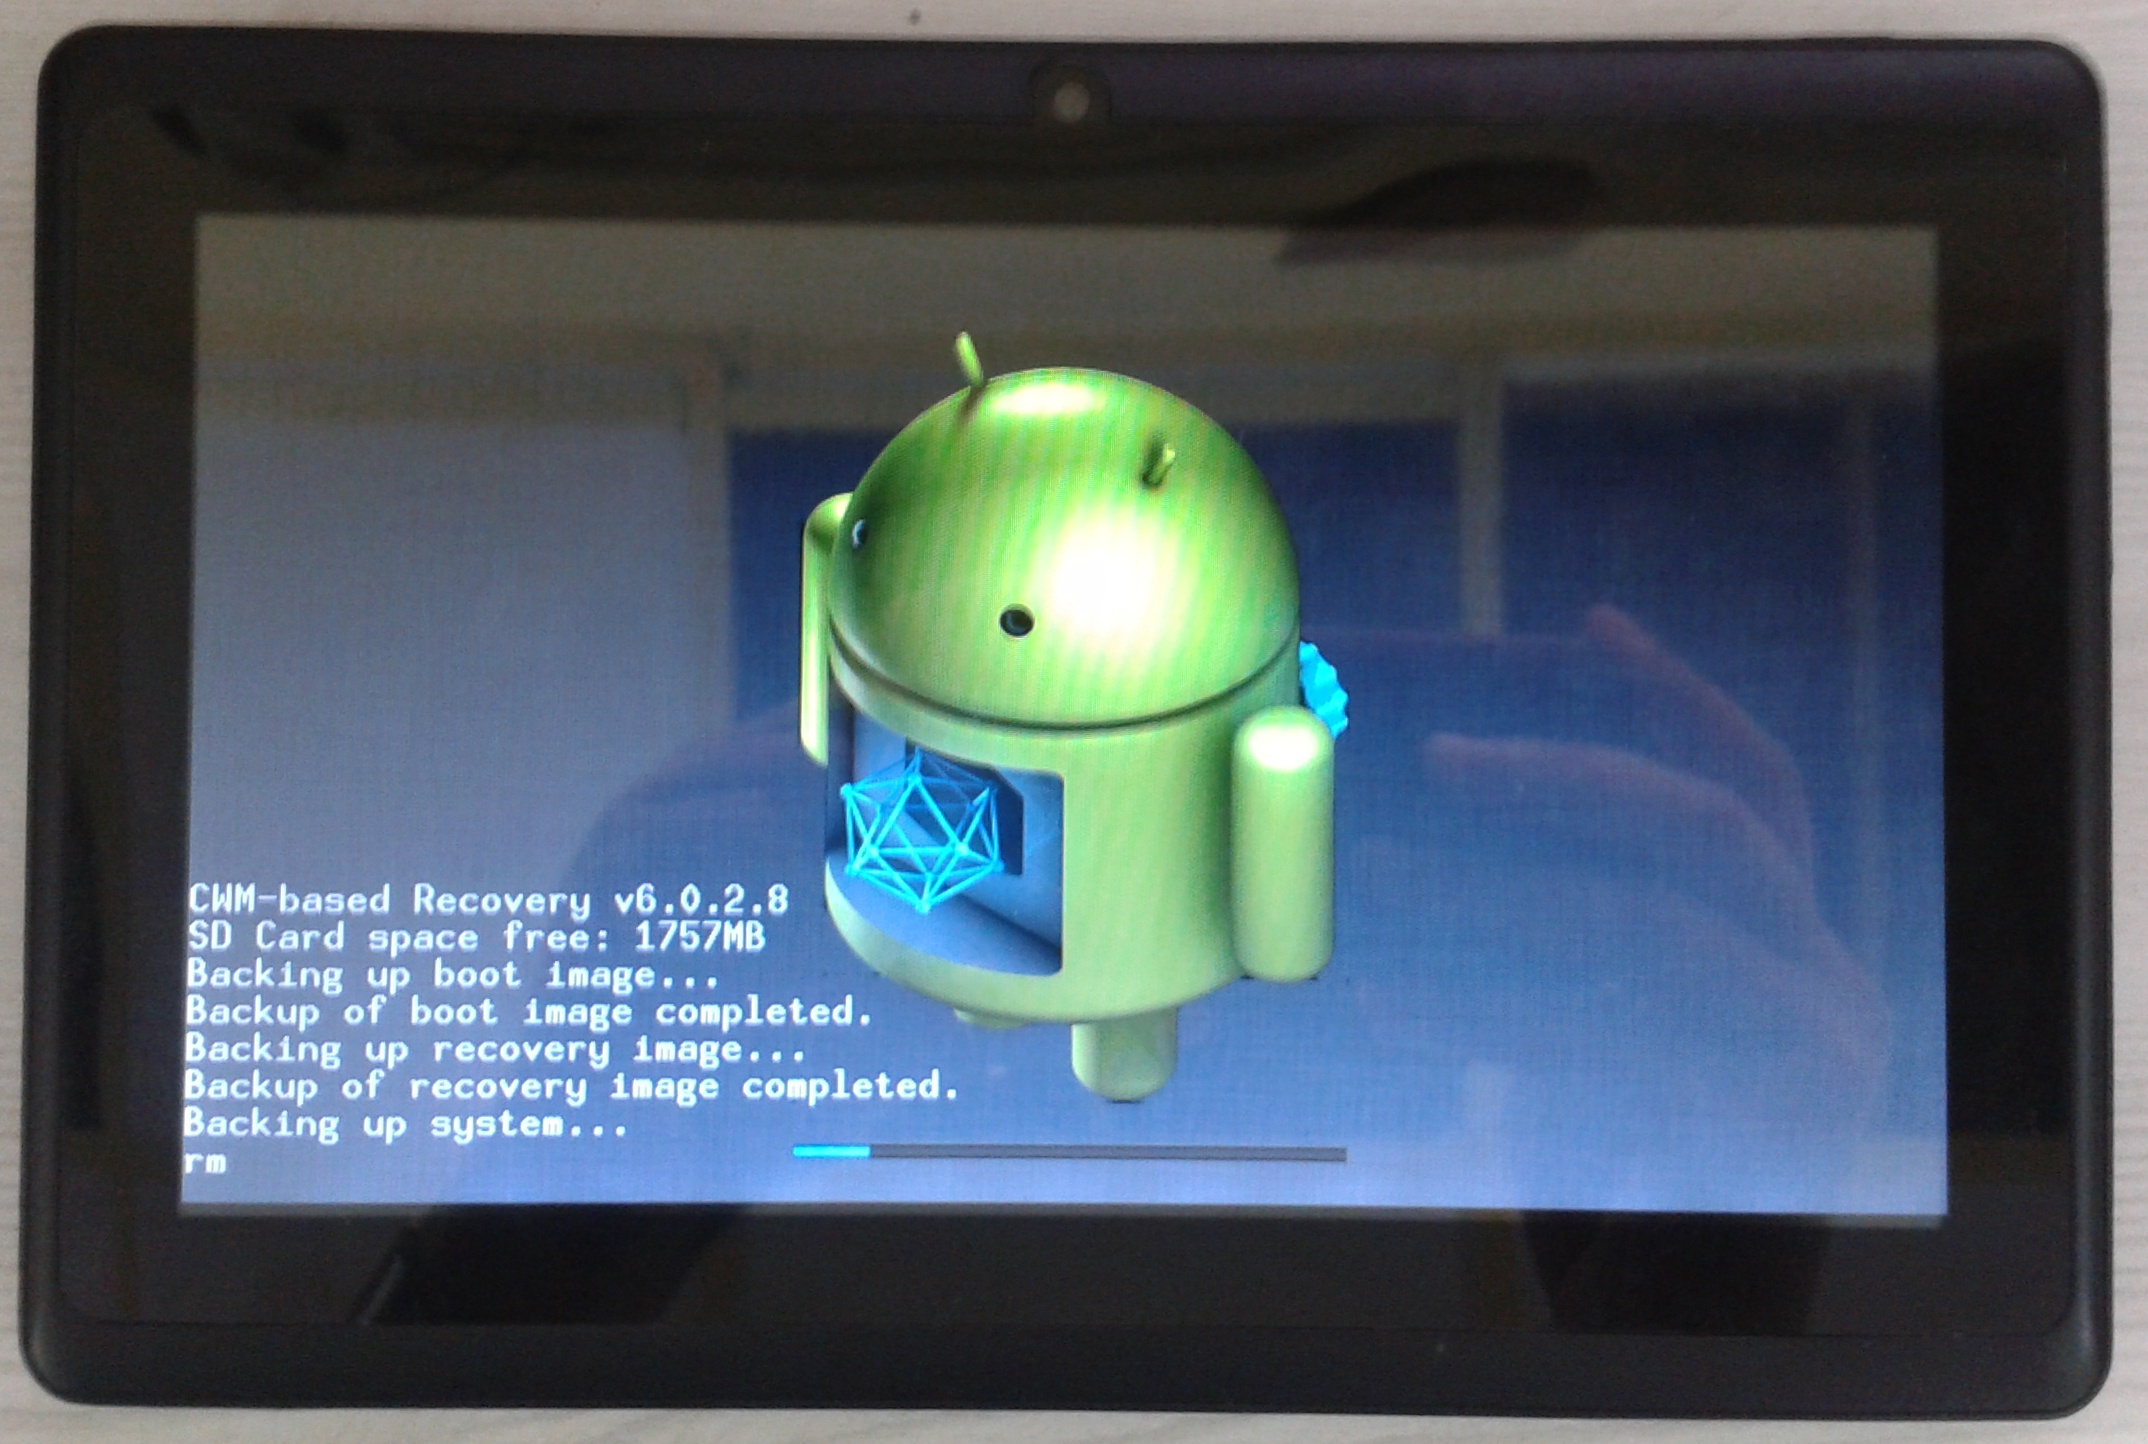 CWM-based Recovery v6.0.2.8
SD Card space free: 1757MB
Backing up boot image...
Backup of boot image completed.
Backing up recovery image...
Backup of recovery image completed.
Backing up system...
rm